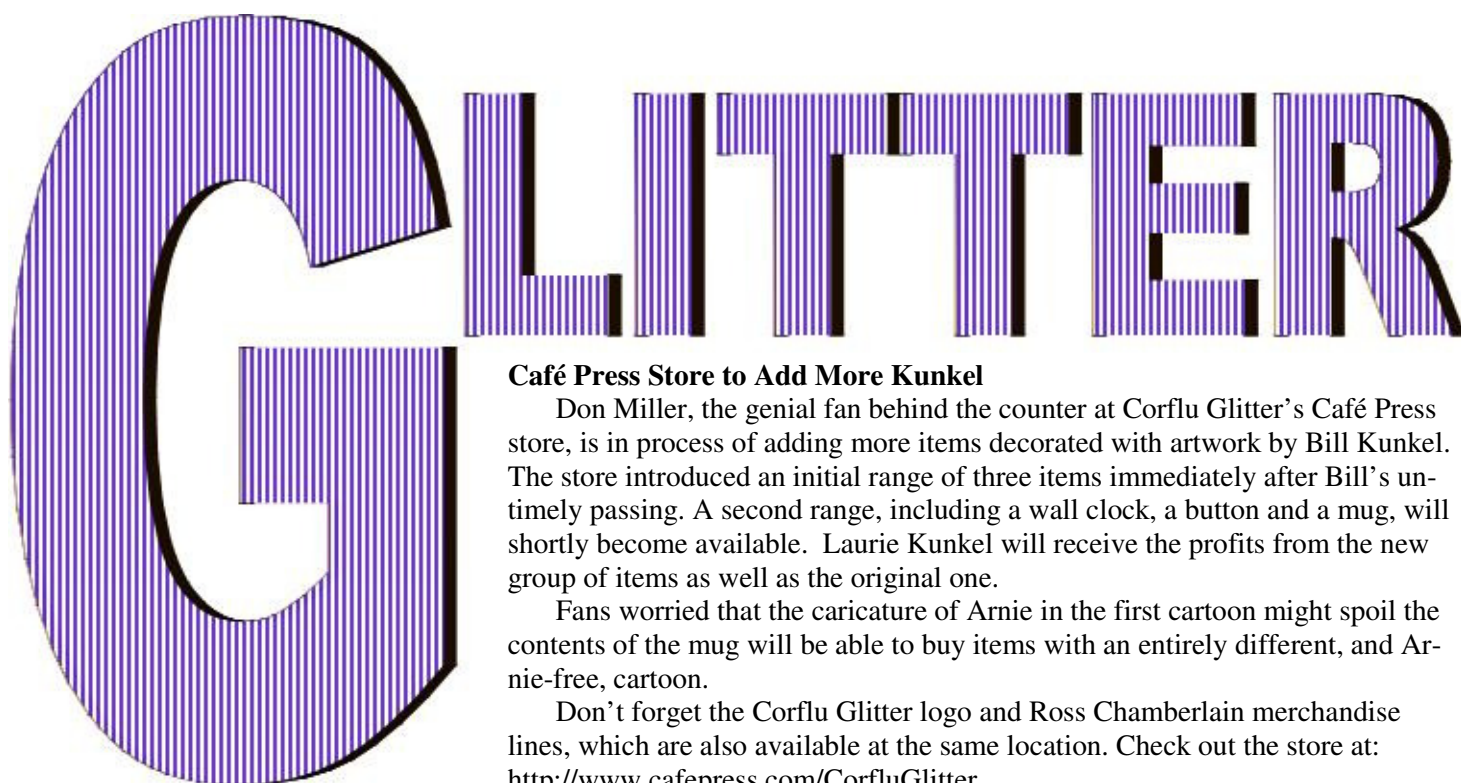 GLITTER
Café Press Store to Add More Kunkel
Don Miller, the genial fan behind the counter at Corflu Glitter's Café Press
store, is in process of adding more items decorated with artwork by Bill Kunkel.
The store introduced an initial range of three items immediately after Bill's un-
timely passing. A second range, including a wall clock, a button and a mug, will
shortly become available.  Laurie Kunkel will receive the profits from the new
group of items as well as the original one.
Fans worried that the caricature of Arnie in the first cartoon might spoil the
contents of the mug will be able to buy items with an entirely different, and Ar-
nie-free, cartoon.
Don't forget the Corflu Glitter logo and Ross Chamberlain merchandise
lines, which are also available at the same location. Check out the store at:
http://www.cafepress.com/CorfluGlitter